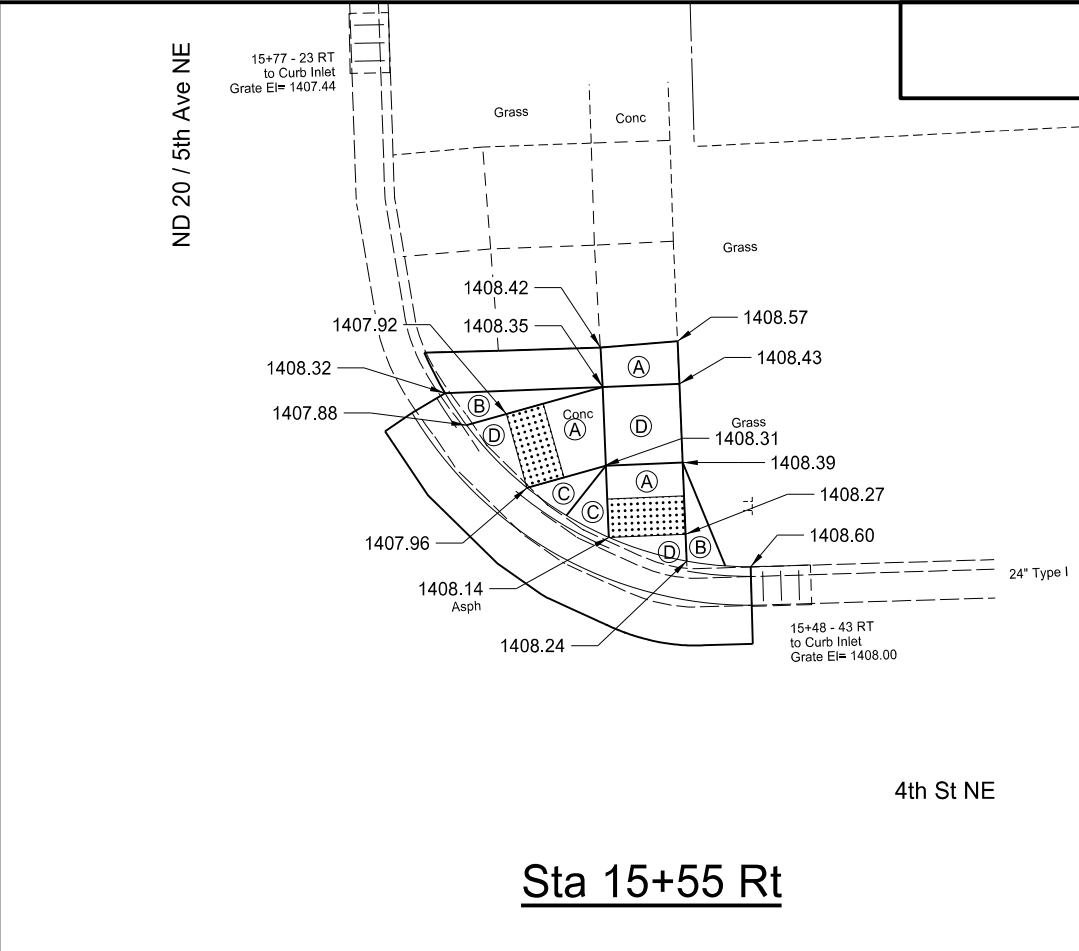 ND 20 / 5th Ave NE
15+77 - 23 RT
to Curb Inlet
Grate El= 1407.44
Grass
Conc
Grass
1408.42
1407.92
1408.35
1408.57
1408.32
1408.43
A
1407.88
B
Conc
D
A
D
Grass
1408.31
1408.39
A
C
1408.27
C
1407.96
D
B
1408.60
1408.14
Asph
24" Type I
1408.24
15+48 - 43 RT
to Curb Inlet
Grate El= 1408.00
4th St NE
Sta 15+55 Rt